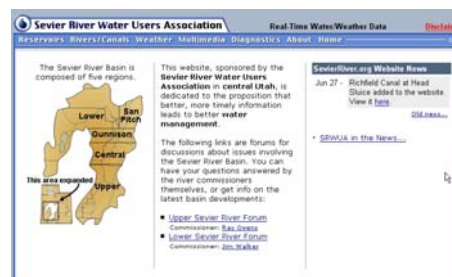 Sevier River Water Users Association
Real-Time Water/Weather Data
Reservoirs Rivers/Canals Weather Multimedia Diagnostics About Home
The Sevier River Basin is
composed of five regions.
Lower
San
Pitch
Gunnison
Central
Upper
This area expanded
This website, sponsored by the
Sevier River Water Users
Association in central Utah, is
dedicated to the proposition that
better, more timely information
leads to better water
management.
The following links are forums for
discussions about issues involving
the Sevier River Basin. You can
have your questions answered by
the river commissioners
themselves, or get info on the
latest basin developments:
Upper Sevier River Forum
Commissioner: Ray Owens
Lower Sevier River Forum
Commissioner: Jim Walker
SevierRiver.org Website News
Jun 27 - Richfield Canal at Head
Sluice added to the website.
View it here.
Old news...
SRWUA in the News...